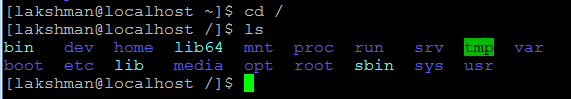 [lakshman@localhost ~]$ cd /
[lakshman@localhost /]$ ls
bin   dev  home  lib64  mnt  proc  run   srv  tmp  var
boot  etc  lib   media  opt  root  sbin  sys  usr
[lakshman@localhost /]$